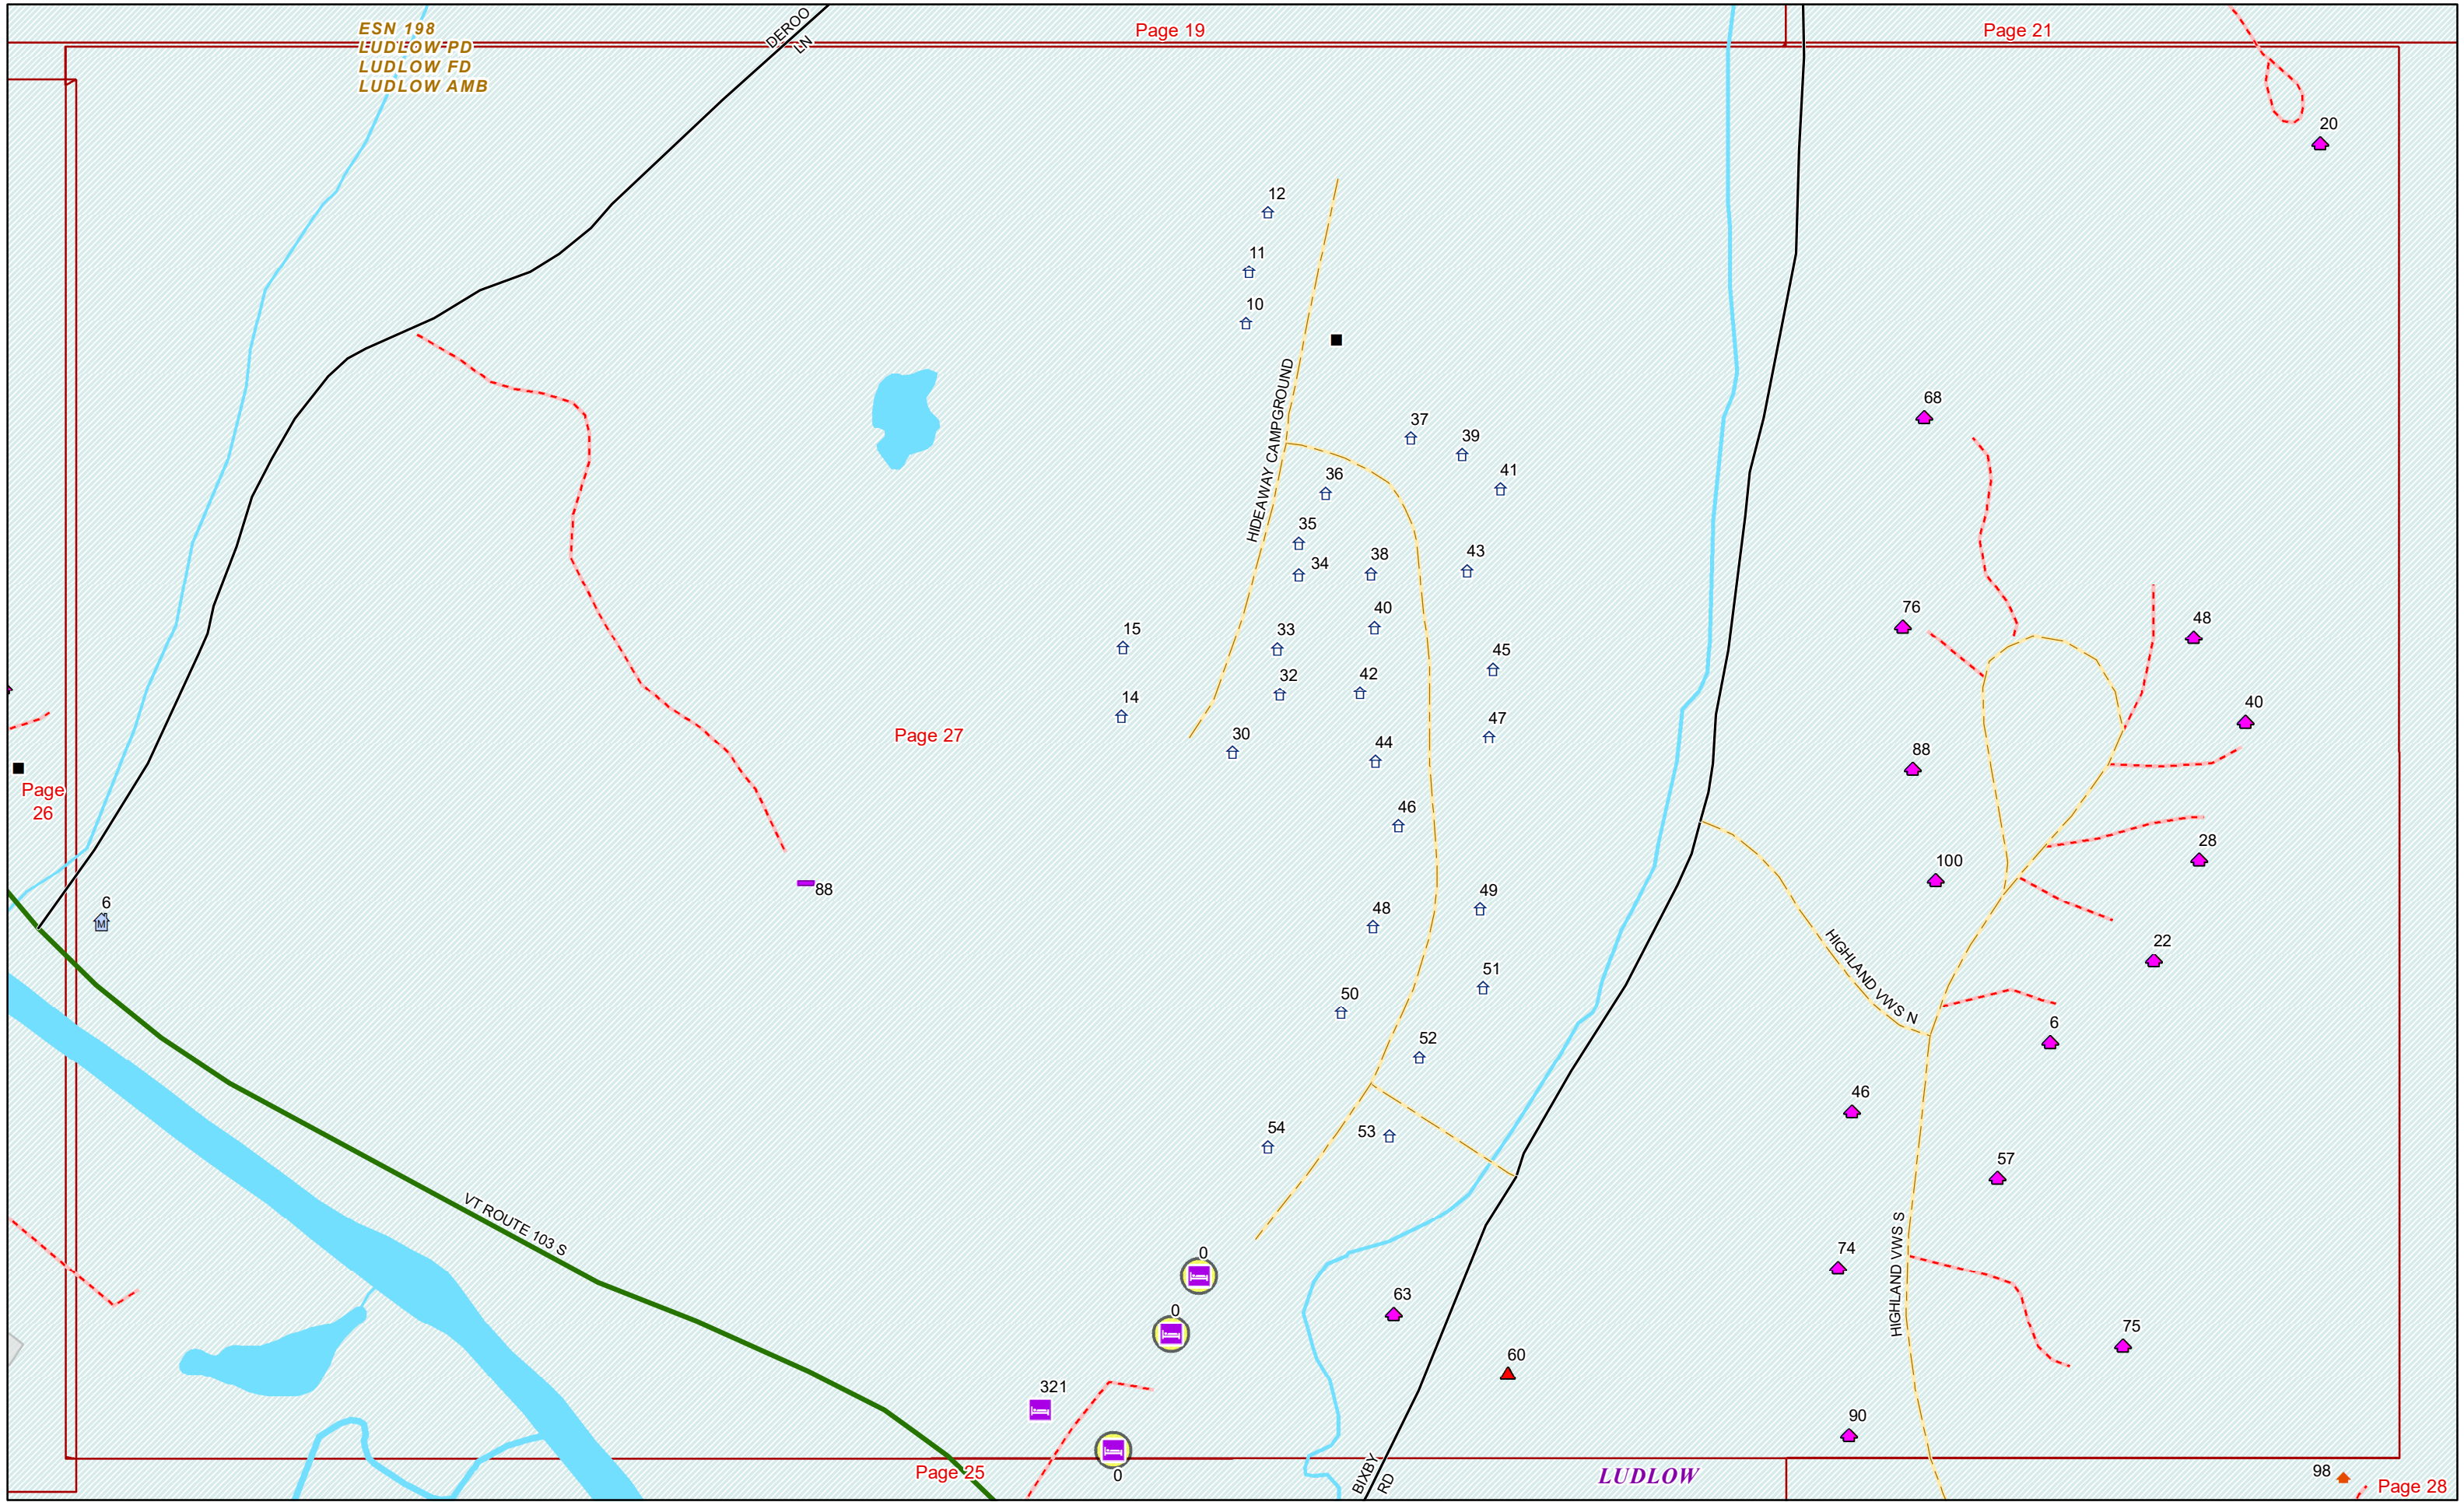 ESN 198
LUDLOW PD
LUDLOW FD
LUDLOW AMB
DEROO
LN
Page 19
Page 21
20
12
11
10
HIDEAWAY CAMPGROUND
68
37
39
41
36
35
34
38
43
40
33
15
45
32
42
14
47
30
44
46
48
49
51
50
52
54
53
76
48
40
88
28
100
22
HIGHLAND VWS N
6
46
57
74
HIGHLAND VWS S
75
90
Page 27
Page
26
88
6
M
VT ROUTE 103 S
0
0
63
60
321
0
Page 25
BIXBY
RD
LUDLOW
98
Page 28